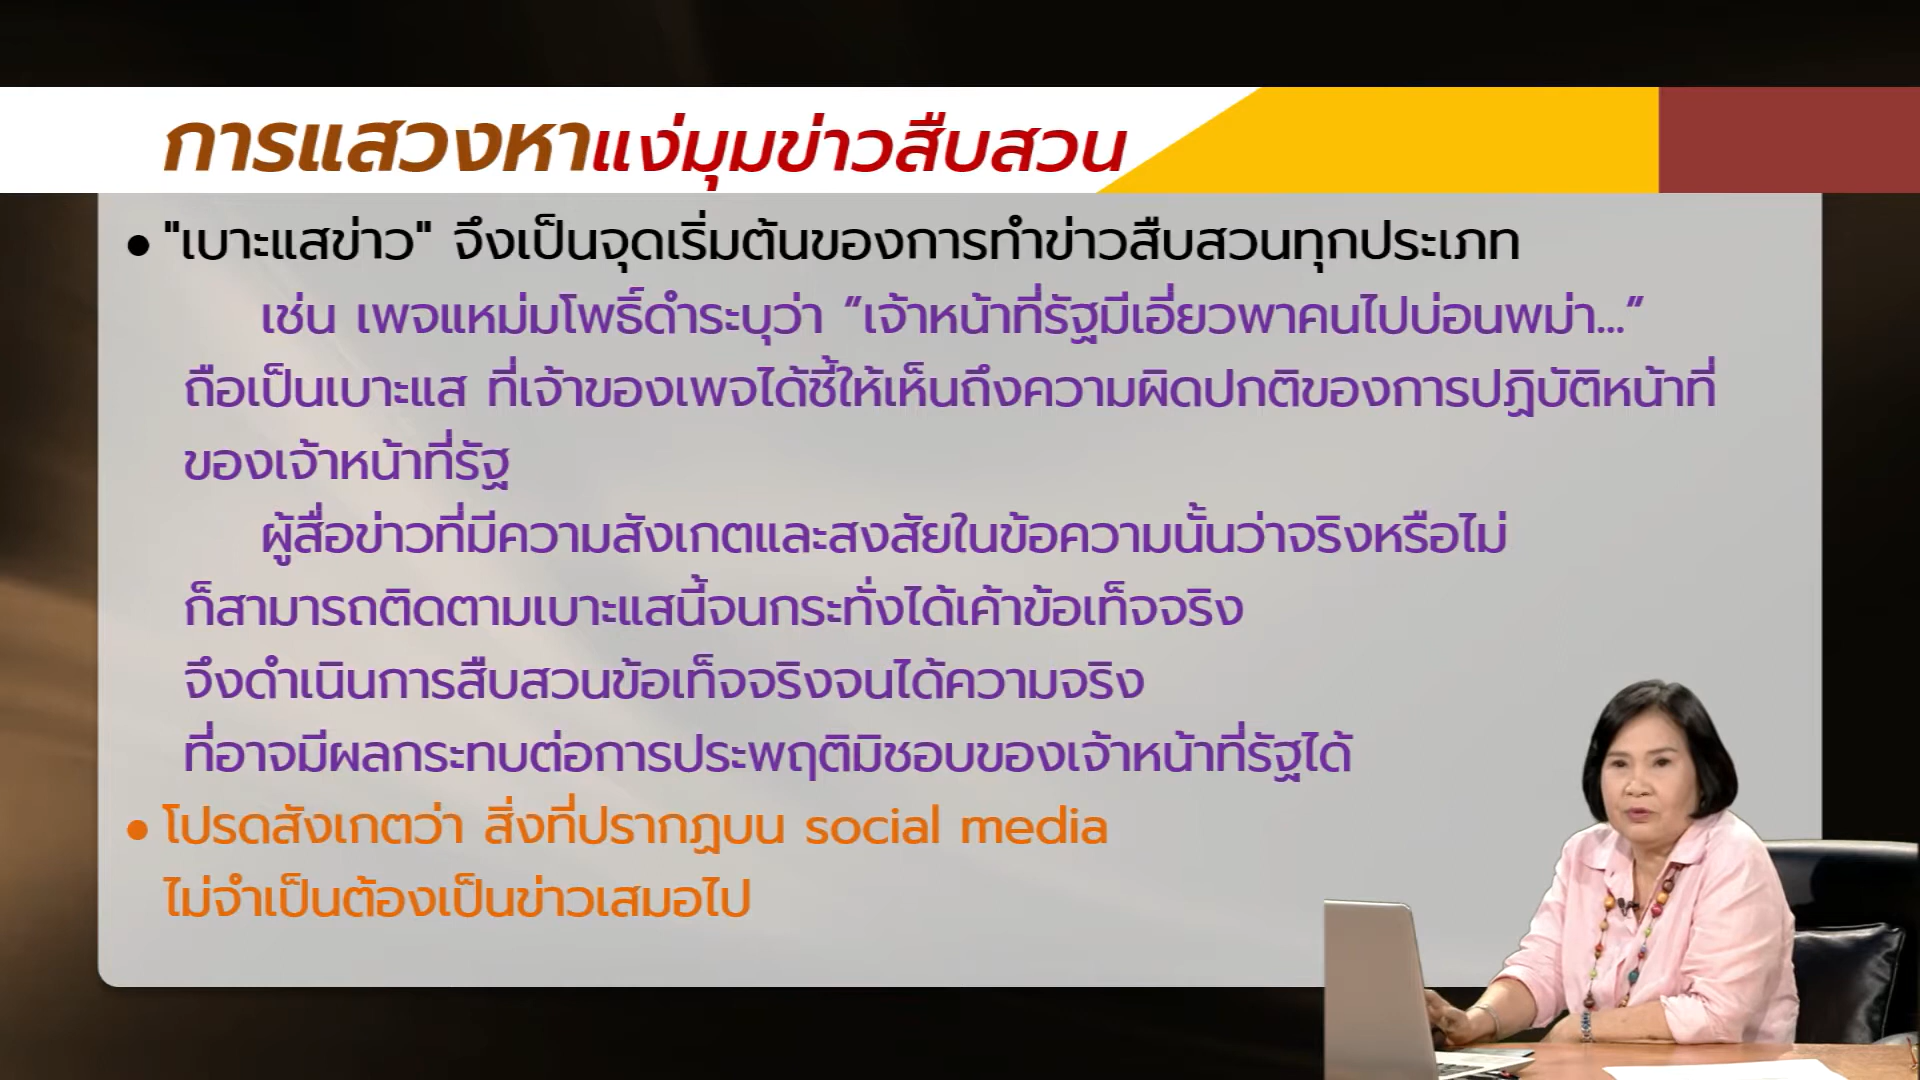 การแสวงหาแง่มุมข่าวสืบสวน
● "เบาะแสข่าว" จึงเป็นจุดเริ่มต้นของการทำข่าวสืบสวนทุกประเภท
เช่น เพจแหม่มโพธิ์ดำระบุว่า “เจ้าหน้าที่รัฐมีเอี่ยวพาคนไปบ่อนพม่า...”
ถือเป็นเบาะแส ที่เจ้าของเพจได้ชี้ให้เห็นถึงความผิดปกติของการปฏิบัติหน้าที่
ของเจ้าหน้าที่รัฐ
ผู้สื่อข่าวที่มีความสังเกตและสงสัยในข้อความนั้นว่าจริงหรือไม่
ก็สามารถติดตามเบาะแสนี้จนกระทั่งได้เค้าข้อเท็จจริง
จึงดำเนินการสืบสวนข้อเท็จจริงจนได้ความจริง
ที่อาจมีผลกระทบต่อการประพฤติมิชอบของเจ้าหน้าที่รัฐได้
● โปรดสังเกตว่า สิ่งที่ปรากฏบน social media
ไม่จำเป็นต้องเป็นข่าวเสมอไป